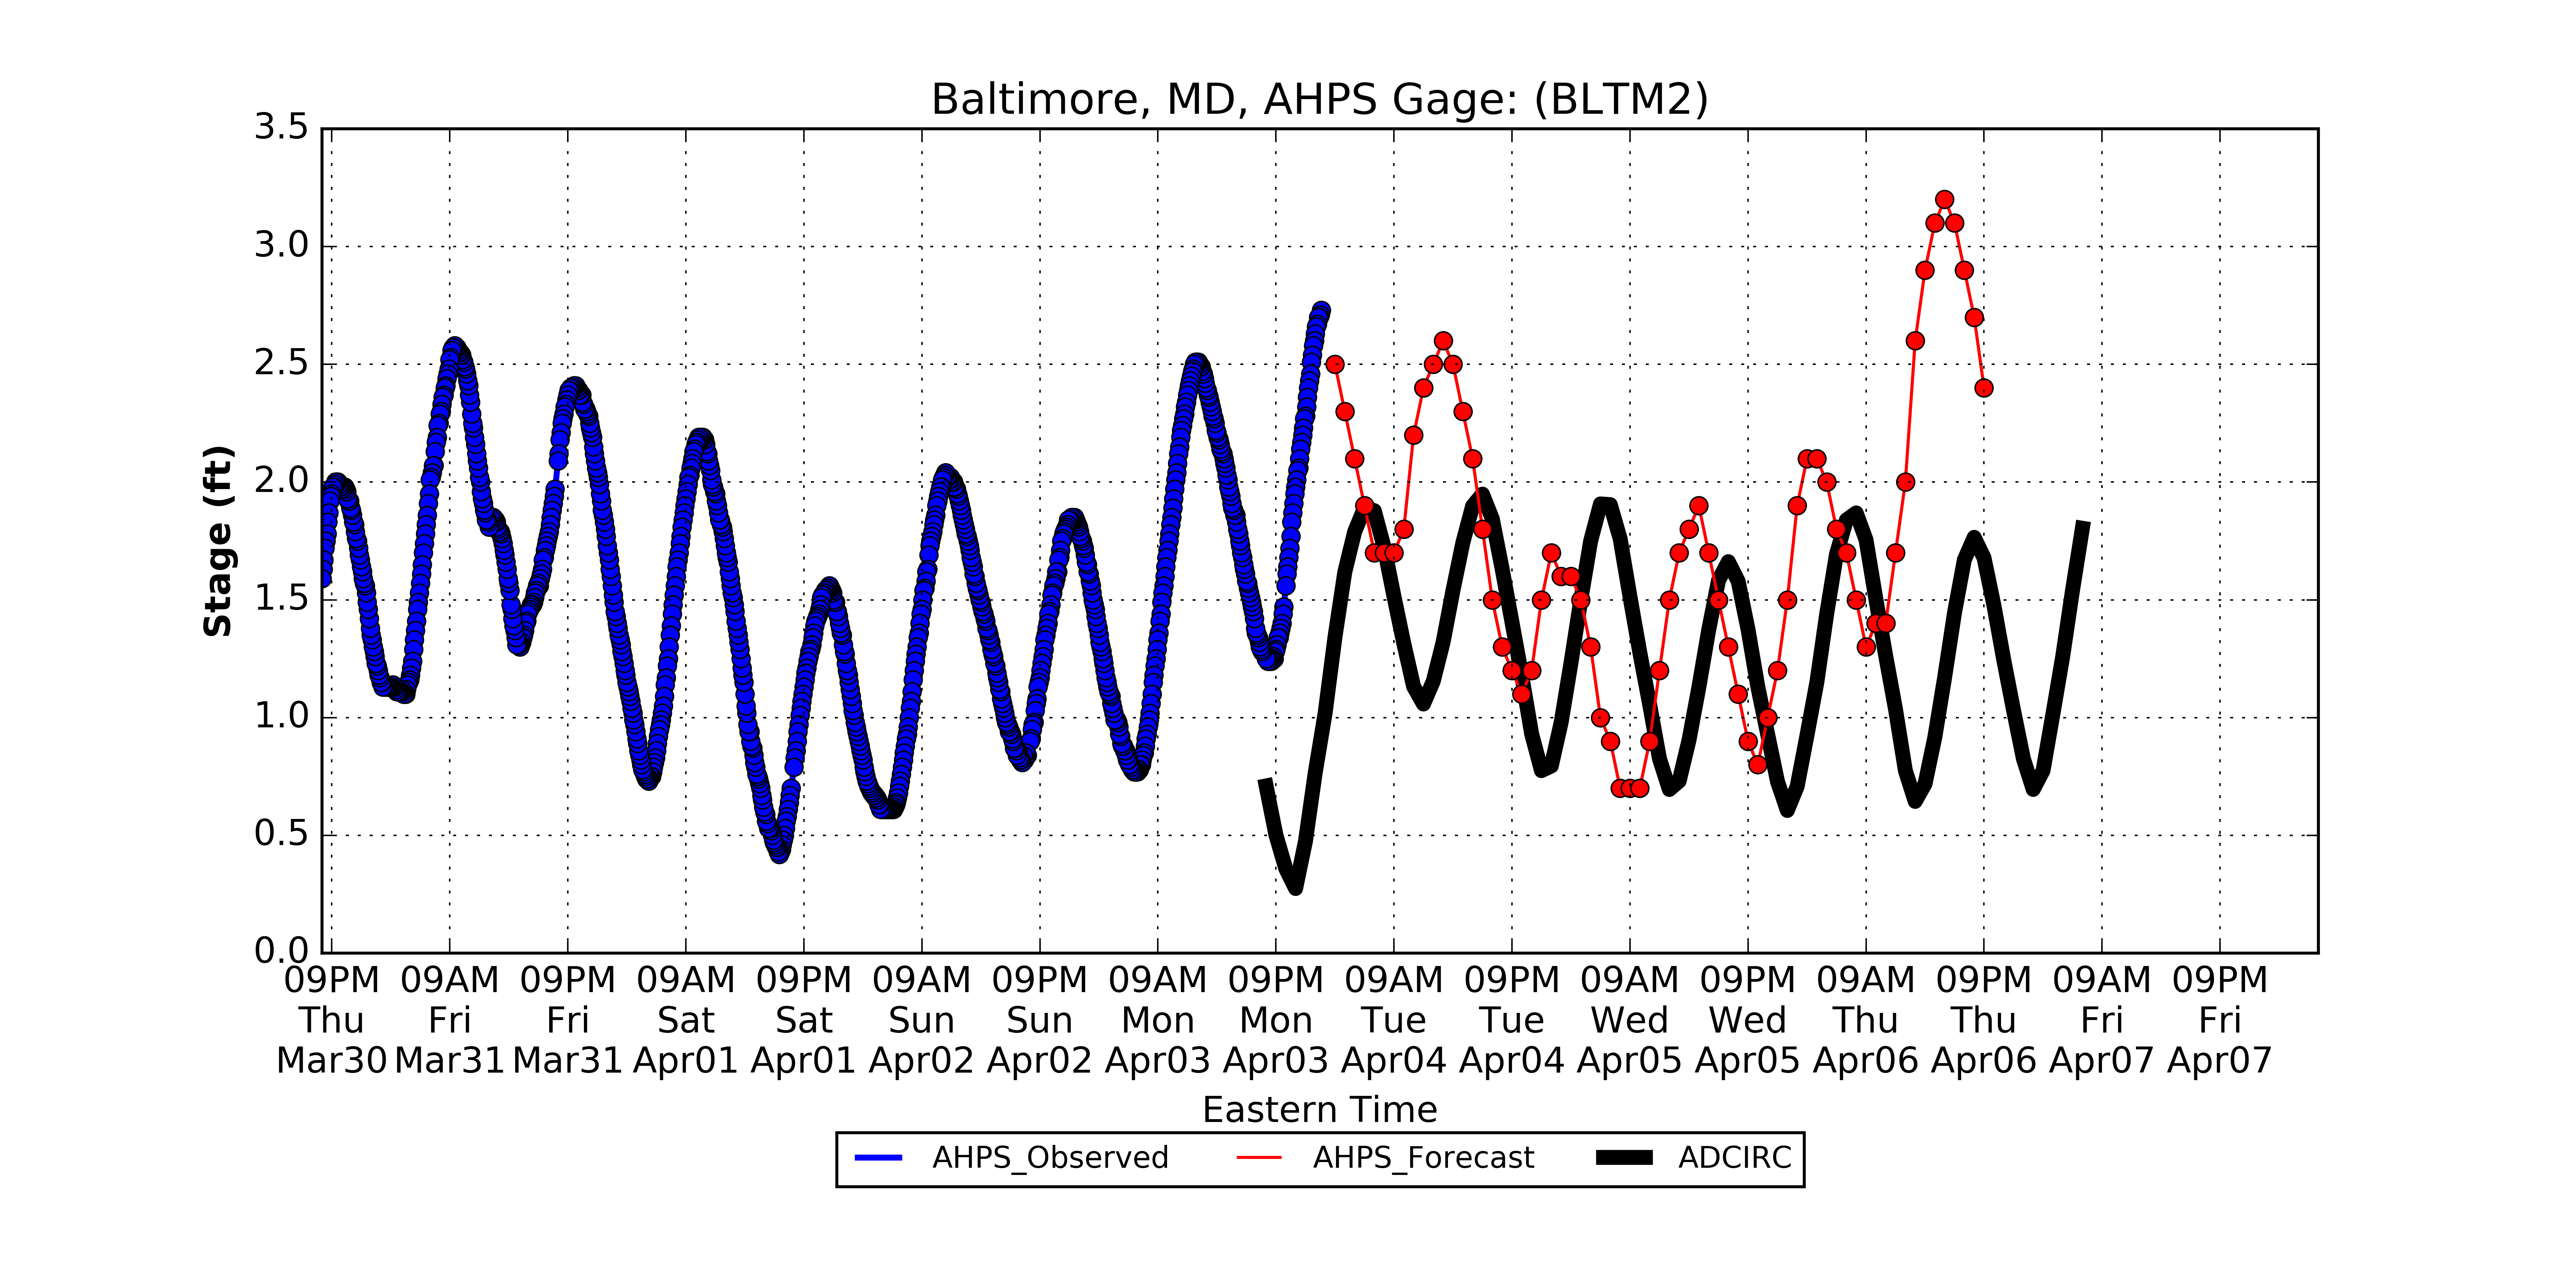 Baltimore, MD, AHPS Gage: (BLTM2)
3.5
3.0
2.5
2.0
1.5
1.0
0.5
0.0
Stage (ft)
09PM 09AM 09PM 09AM 09PM 09AM 09PM 09AM 09PM 09AM 09PM 09AM 09PM 09AM 09PM 09AM 09PM
Thu Fri Fri Sat Sat Sun Sun Mon Mon Tue Tue Wed Wed Thu Thu Fri Fri
Mar30 Mar31 Mar31 Apr01 Apr01 Apr02 Apr02 Apr03 Apr03 Apr04 Apr04 Apr05 Apr05 Apr06 Apr06 Apr07 Apr07
Eastern Time
AHPS_Observed AHPS_Forecast ADCIRC